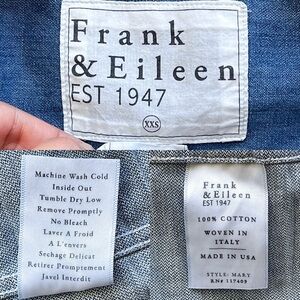 Frank
& Eileen
EST 1947
XXS
Machine Wash Cold
Inside Out
Tumble Dry Low
Remove Promptly
No Bleach
Laver A Froid
A L'envers
Sechage Delicat
Retirer Promptement
Javel Interdit
Frank
& Eileen
EST 1947
100% COTTON
WOVEN IN
ITALY
MADE IN USA
STYLE: MARY
RN# 117409